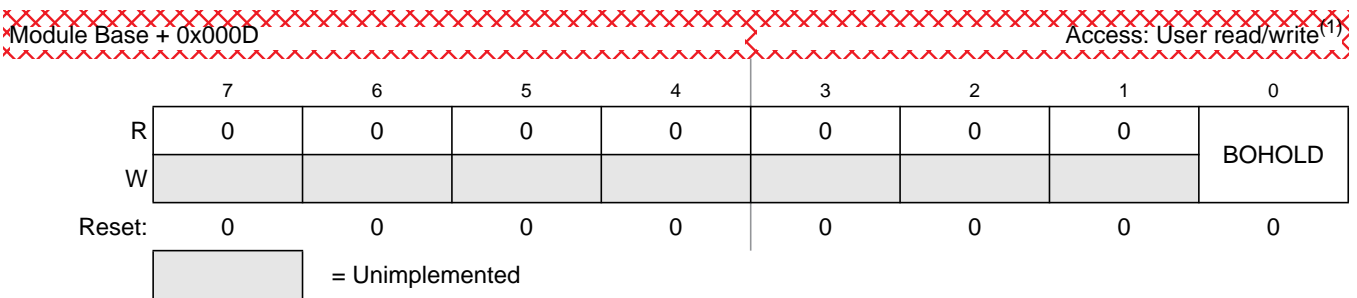 Module Base + 0x000D Access: User read/write(1)
7 6 5 4 3 2 1 0
R 0 0 0 0 0 0 0 BOHOLD
W
Reset: 0 0 0 0 0 0 0 0
= Unimplemented